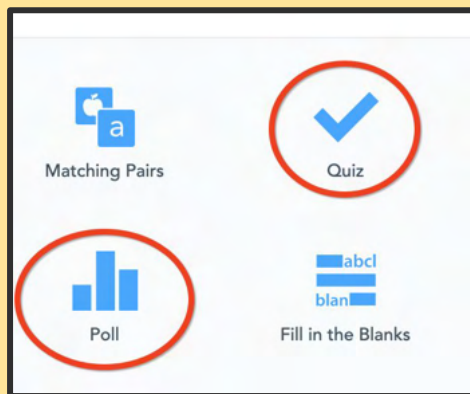 a
Matching Pairs
Quiz
Poll
abcl
blan
Fill in the Blanks